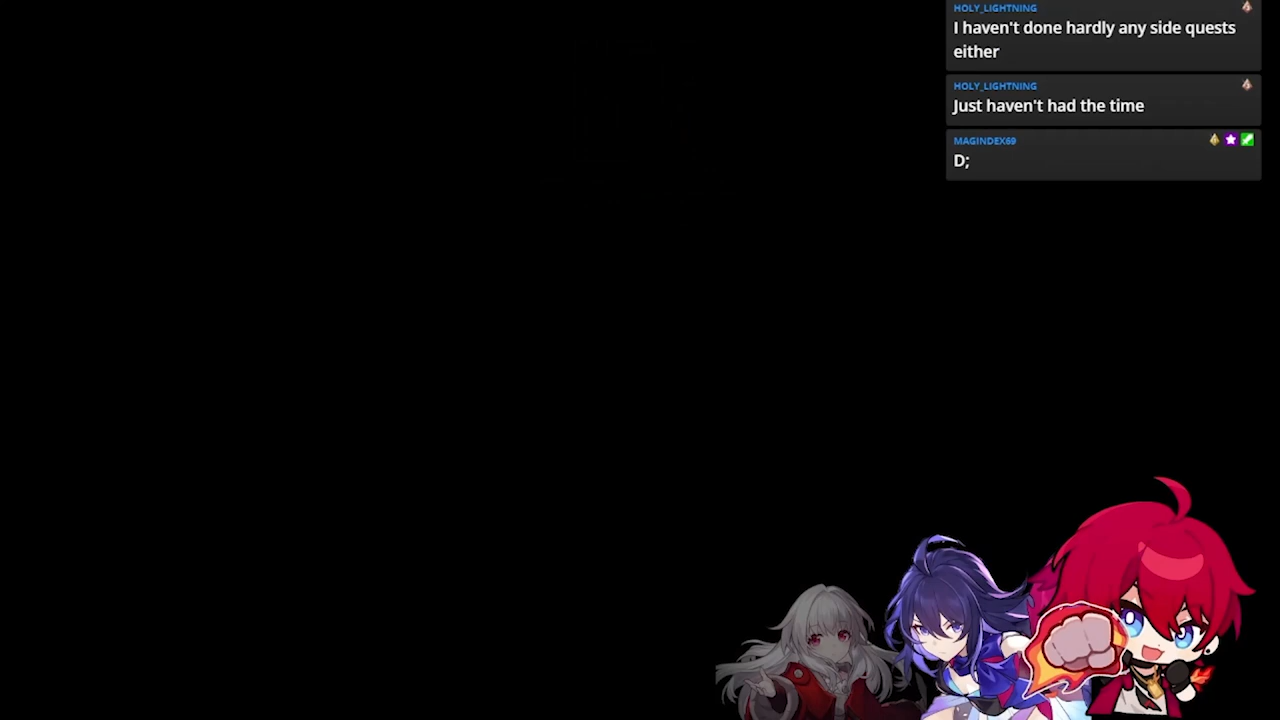 HOLY_LIGHTNING
I haven't done hardly any side quests
either
HOLY_LIGHTNING
Just haven't had the time
MAGINDEX69
D;